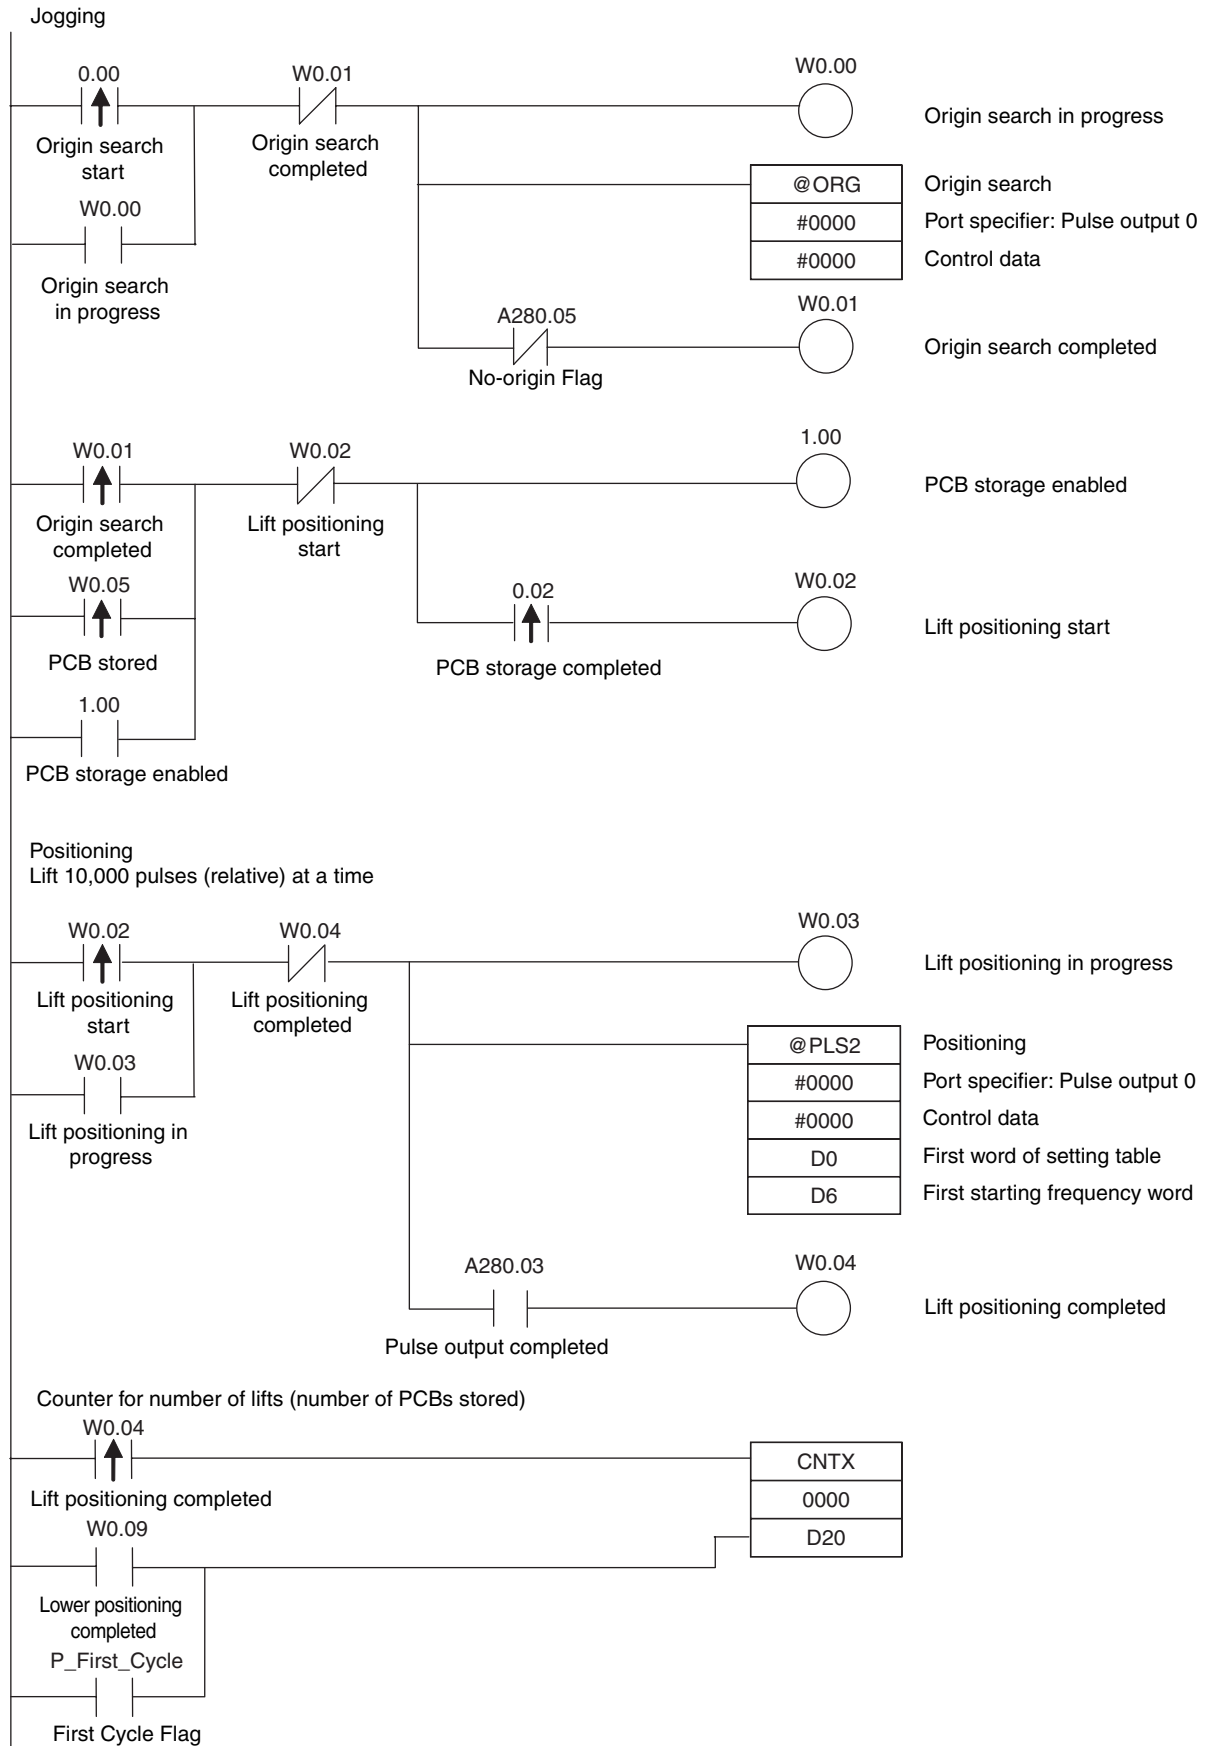 Jogging
0.00
W0.01
W0.00
Origin search
start
Origin search
completed
Origin search in progress
@ORG
Origin search
W0.00
#0000
Port specifier: Pulse output 0
#0000
Control data
Origin search
in progress
A280.05
W0.01
No-origin Flag
Origin search completed
W0.01
W0.02
1.00
Origin search
completed
Lift positioning
start
PCB storage enabled
W0.05
0.02
W0.02
PCB stored
PCB storage completed
Lift positioning start
1.00
PCB storage enabled
Positioning
Lift 10,000 pulses (relative) at a time
W0.02
W0.04
W0.03
Lift positioning
start
Lift positioning
completed
Lift positioning in progress
@PLS2
Positioning
W0.03
#0000
Port specifier: Pulse output 0
#0000
Control data
Lift positioning in
progress
D0
First word of setting table
D6
First starting frequency word
A280.03
W0.04
Pulse output completed
Lift positioning completed
Counter for number of lifts (number of PCBs stored)
W0.04
CNTX
Lift positioning completed
0000
W0.09
D20
Lower positioning
completed
P_First_Cycle
First Cycle Flag